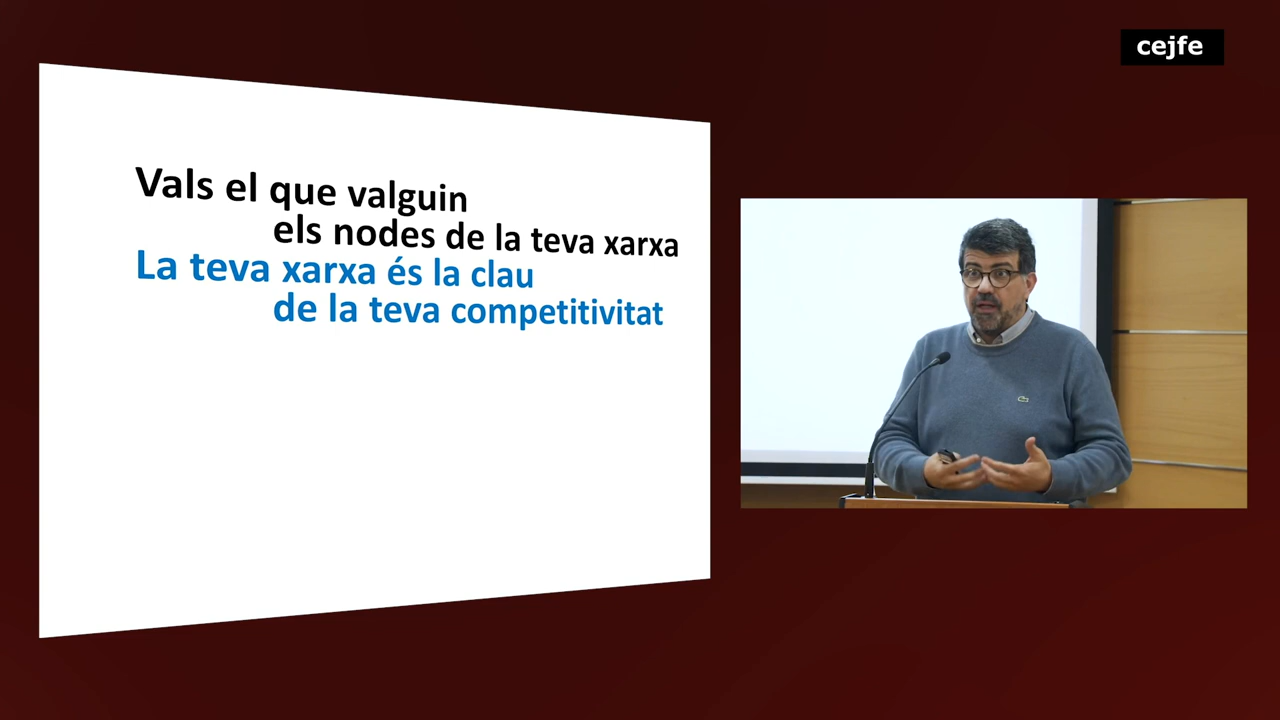 cejfe
Vals el que valguin
els nodes de la teva xarxa
La teva xarxa és la clau
de la teva competitivitat